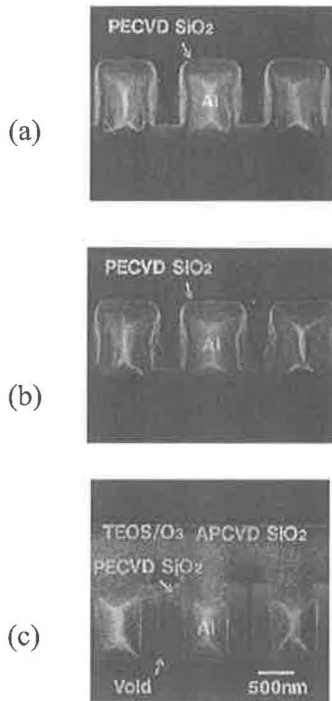 PECVD SiO₂
Al
(a)
PECVD SiO₂
Al
(b)
TEOS/O₃ APCVD SiO₂
PECVD SiO₂
Al
(c)
Void
500nm